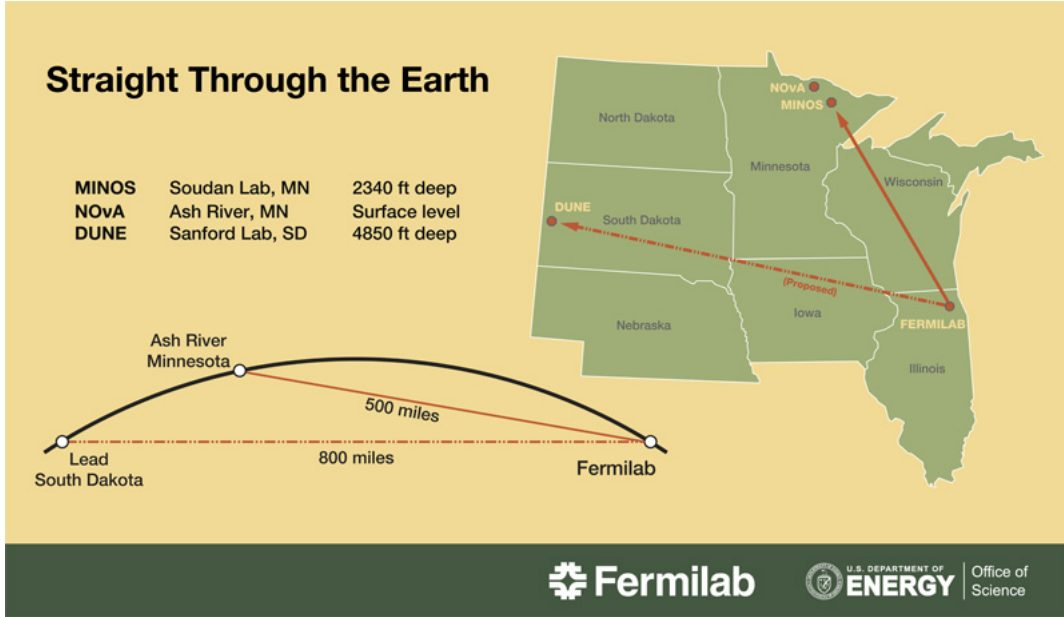 Straight Through the Earth
MINOS Soudan Lab, MN 2340 ft deep
NOvA Ash River, MN Surface level
DUNE Sanford Lab, SD 4850 ft deep
NOvA
MINOS
North Dakota
Minnesota
Wisconsin
DUNE
South Dakota
(Proposed)
FERMILAB
Nebraska
Iowa
Illinois
Ash River
Minnesota
500 miles
800 miles
Lead
South Dakota
Fermilab
Fermilab
U.S. DEPARTMENT OF
ENERGY
Office of
Science